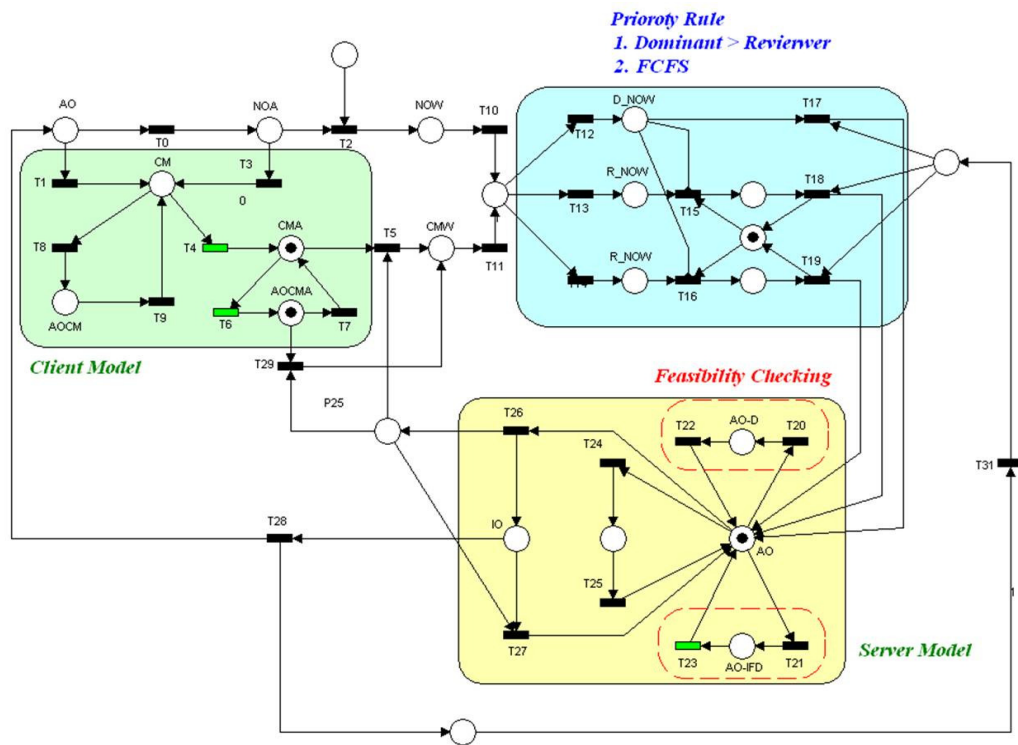 Prioroty Rule
1. Dominant > Revierwer
2. FCFS
AO
T0
NOA
T2
NOW
T10
T12
D_NOW
T17
T1
CM
T3
0
T13
R_NOW
T15
T18
T8
T4
CMA
T5
CMW
T11
R_NOW
T16
T19
AOCM
T9
T6
AOCMA
T7
Client Model
T29
Feasibility Checking
P25
T26
T24
T22
AO-D
T20
T31
T28
IO
AO
T25
1
T27
T23
AO-IFD
T21
Server Model